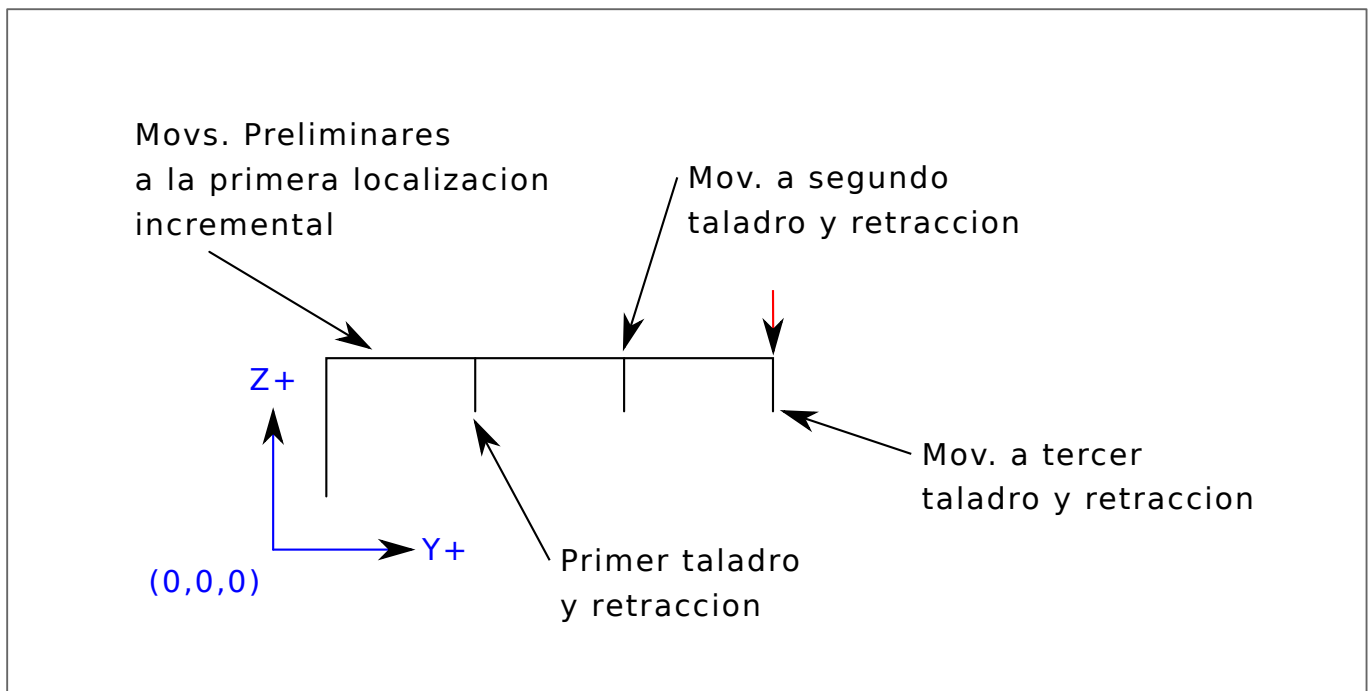 Movs. Preliminares
a la primera localizacion
incremental
Mov. a segundo
taladro y retraccion
Z+
Mov. a tercer
taladro y retraccion
Y+
(0,0,0)
Primer taladro
y retraccion